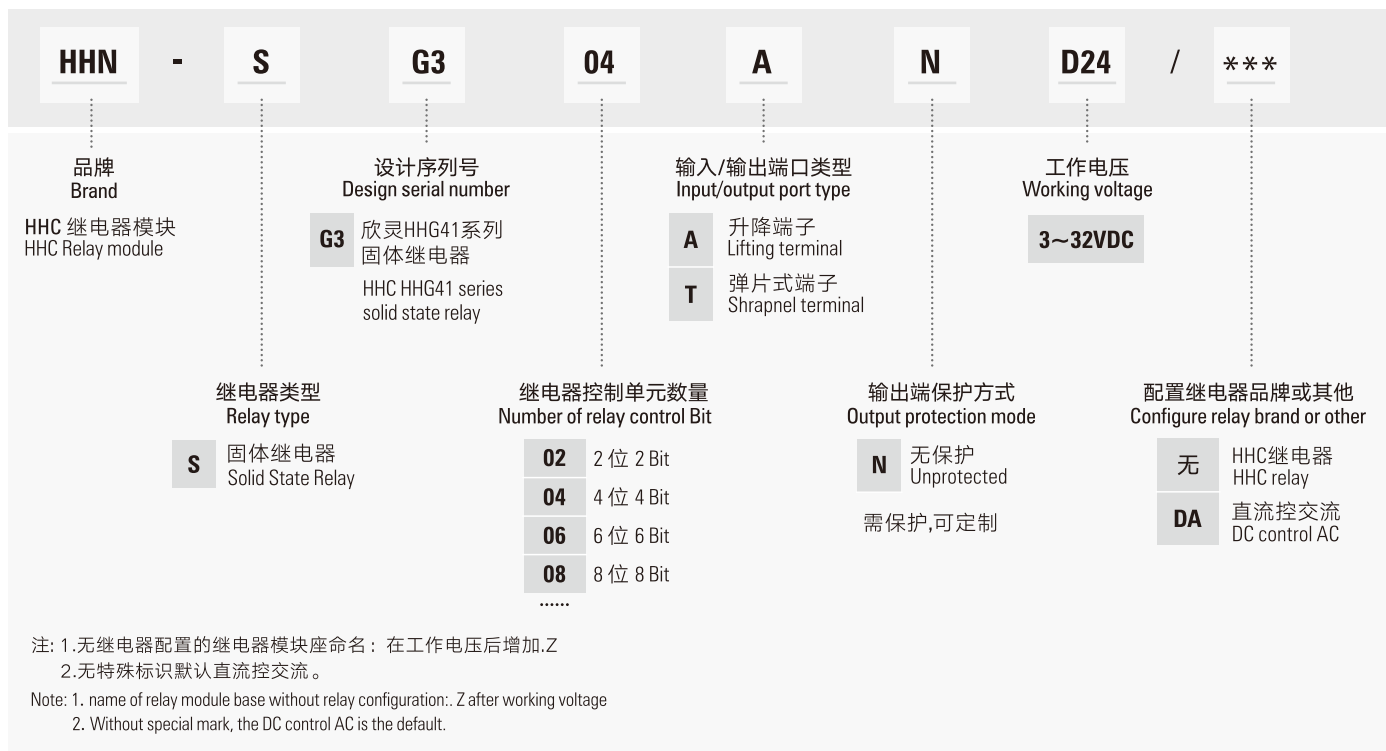 HHN - S G3 04 A N D24 / ***
品牌
Brand
HHC 继电器模块
HHC Relay module
设计序列号
Design serial number
G3 欣灵HHG41系列
固体继电器
HHC HHG41 series
solid state relay
输入/输出端口类型
Input/output port type
A 升降端子
Lifting terminal
T 弹片式端子
Shrapnel terminal
工作电压
Working voltage
3~32VDC
继电器类型
Relay type
S 固体继电器
Solid State Relay
继电器控制单元数量
Number of relay control Bit
02 2 位 2 Bit
04 4 位 4 Bit
06 6 位 6 Bit
08 8 位 8 Bit
......
输出端保护方式
Output protection mode
N 无保护
Unprotected
需保护,可定制
配置继电器品牌或其他
Configure relay brand or other
无 HHC继电器
HHC relay
DA 直流控交流
DC control AC
注: 1.无继电器配置的继电器模块座命名：在工作电压后增加.Z
2.无特殊标识默认直流控交流。
Note: 1. name of relay module base without relay configuration:. Z after working voltage
2. Without special mark, the DC control AC is the default.